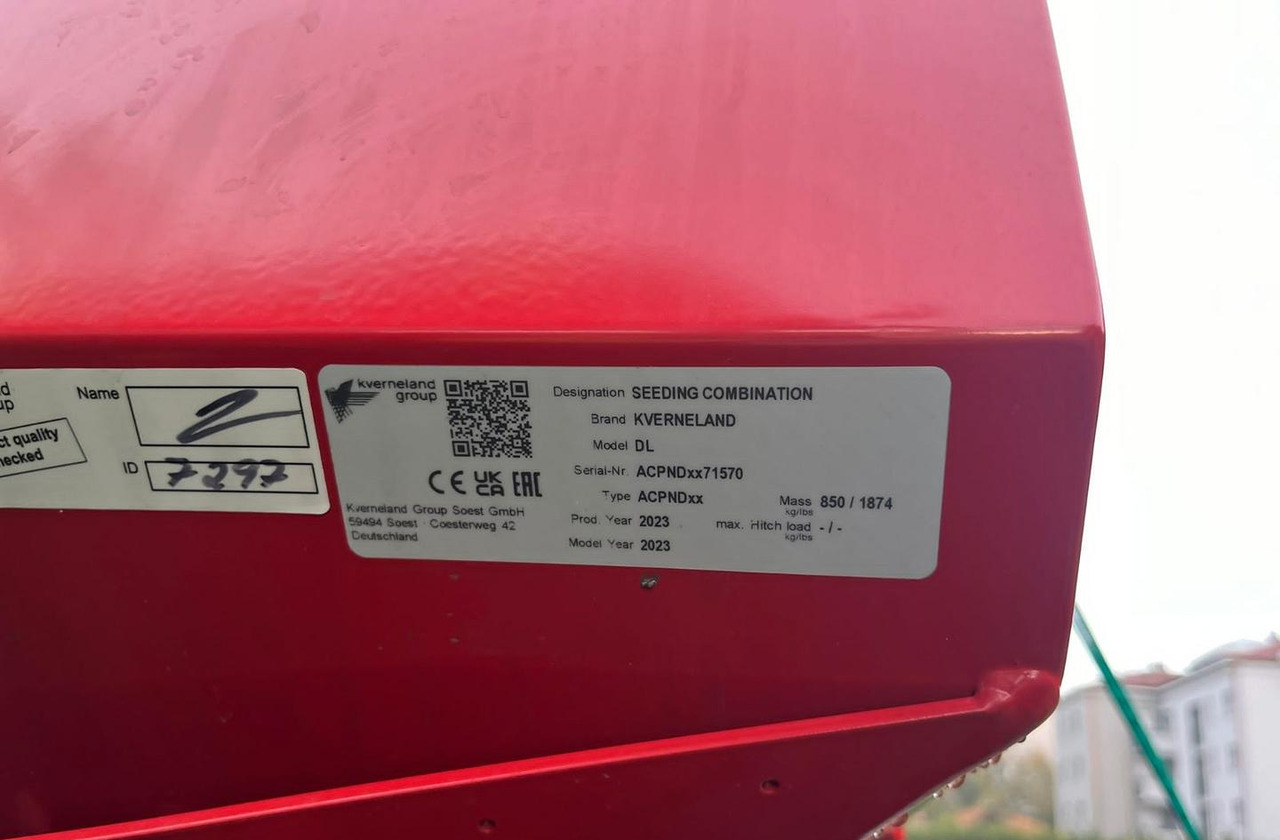 Name
ID 7297
kverneland
group
CE UK CA EAC
Kverneland Group Soest GmbH
59494 Soest · Coesterweg 42
Deutschland
Designation SEEDING COMBINATION
Brand KVERNELAND
Model DL
Serial-Nr. ACPNDxx71570
Type ACPNDxx
Mass kg/lbs 850 / 1874
Prod. Year 2023
max. Hitch load kg/lbs - / -
Model Year 2023